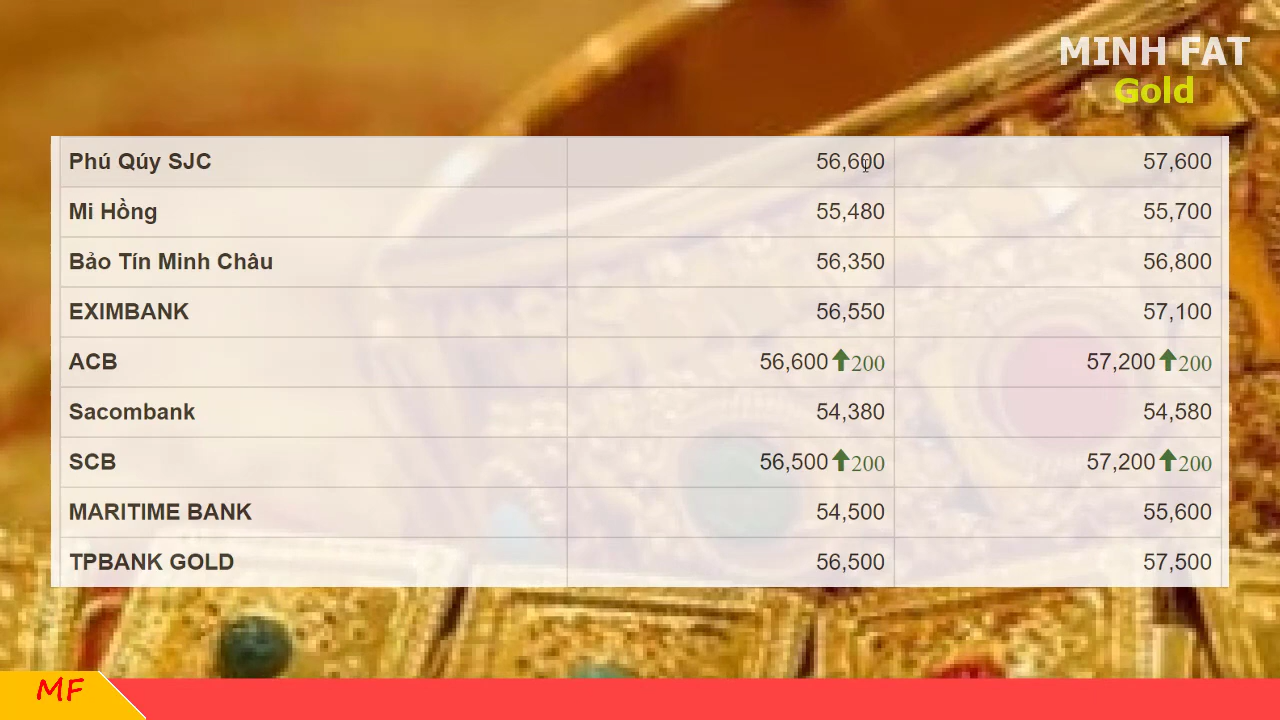 MINH FAT
Gold
Phú Qúy SJC 56,600 57,600
Mi Hồng 55,480 55,700
Bảo Tín Minh Châu 56,350 56,800
EXIMBANK 56,550 57,100
ACB 56,600 200 57,200 200
Sacombank 54,380 54,580
SCB 56,500 200 57,200 200
MARITIME BANK 54,500 55,600
TPBANK GOLD 56,500 57,500
MF